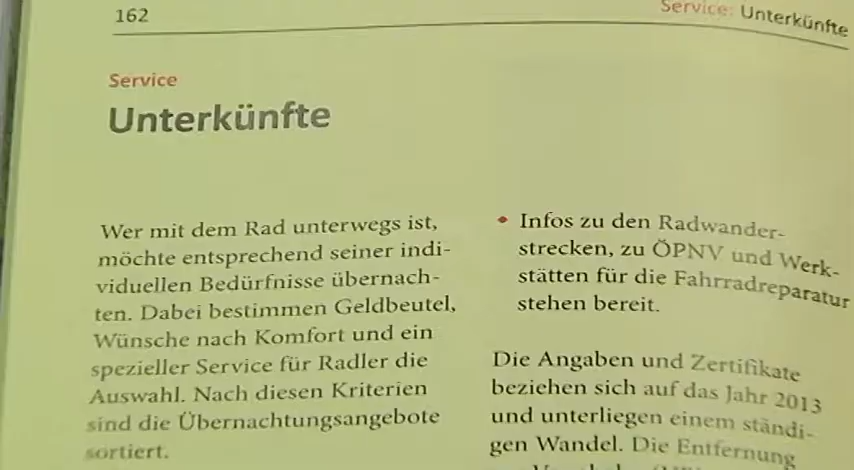 162
Service: Unterkünfte
Service
Unterkünfte
Wer mit dem Rad unterwegs ist,
möchte entsprechend seiner indi-
viduellen Bedürfnisse übernach-
ten. Dabei bestimmen Geldbeutel,
Wünsche nach Komfort und ein
spezieller Service für Radler die
Auswahl. Nach diesen Kriterien
sind die Übernachtungsangebote
sortiert.
• Infos zu den Radwander-
strecken, zu ÖPNV und Werk-
stätten für die Fahrradreparatur
stehen bereit.
Die Angaben und Zertifikate
beziehen sich auf das Jahr 2013
und unterliegen einem ständi-
gen Wandel. Die Entfernung